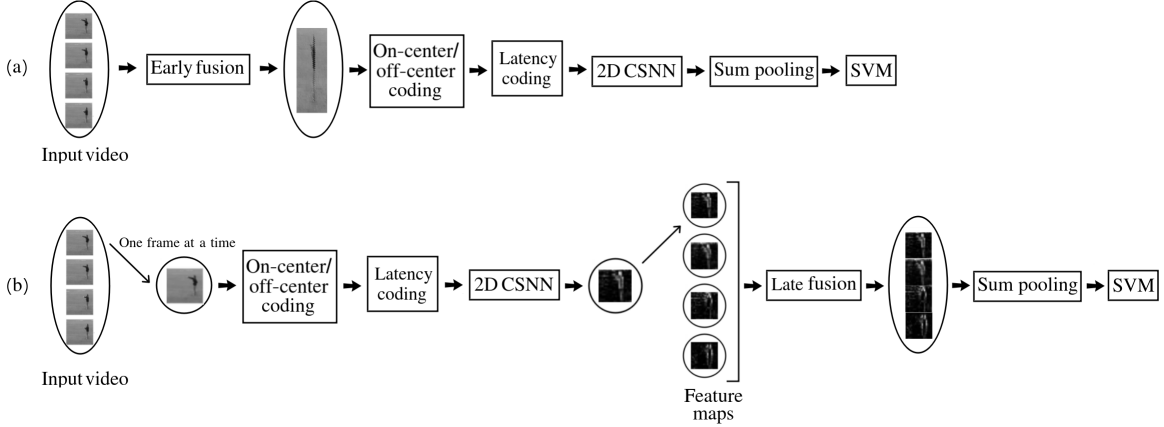 (a)
Input video
Early fusion
On-center/
off-center
coding
Latency
coding
2D CSNN
Sum pooling
SVM
(b)
Input video
One frame at a time
On-center/
off-center
coding
Latency
coding
2D CSNN
Feature
maps
Late fusion
Sum pooling
SVM